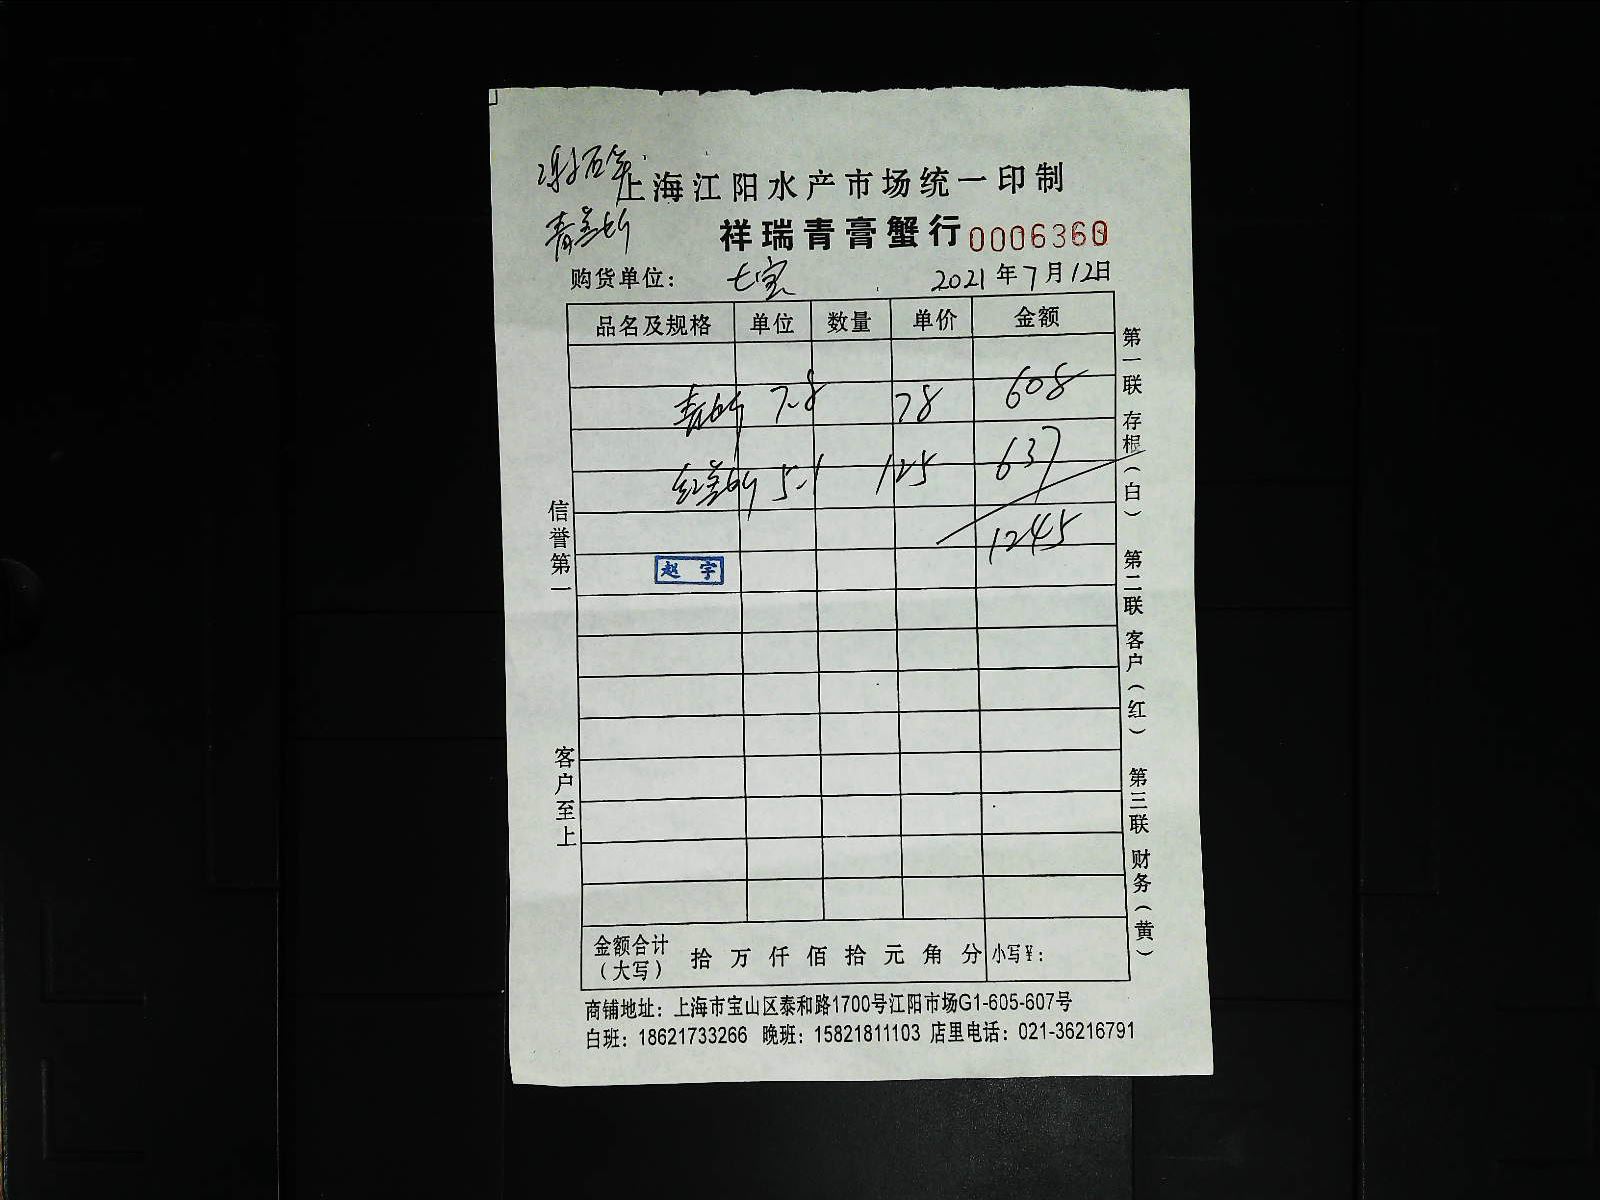 上海江阳水产市场统一印制
祥瑞青膏蟹行 0006360
购货单位： 七宝 2021年7月12日
品名及规格 单位 数量 单价 金额
7.8 78 608
5.1 125 637
1245
赵宇
金额合计（大写） 拾 万 仟 佰 拾 元 角 分 小写¥：
商铺地址：上海市宝山区泰和路1700号江阳市场G1-605-607号
白班：18621733266 晚班：15821811103 店里电话：021-36216791
信誉第一
客户至上
第一联 存根（白）
第二联 客户（红）
第三联 财务（黄）